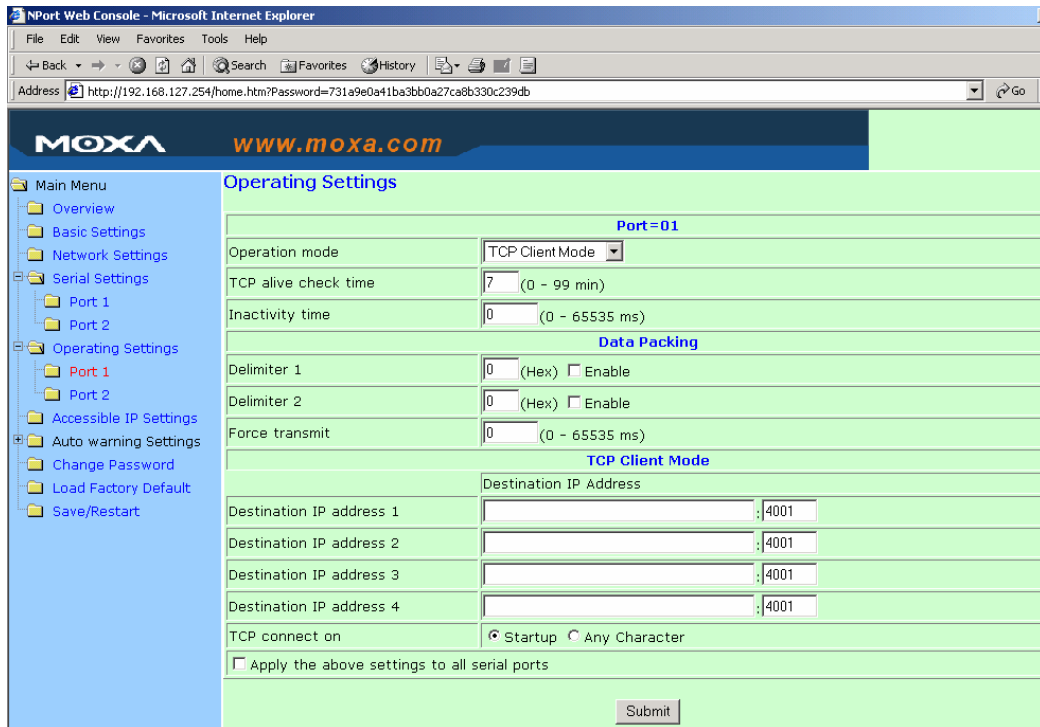 NPort Web Console - Microsoft Internet Explorer
File Edit View Favorites Tools Help
Back Search Favorites History
Address http://192.168.127.254/home.htm?Password=731a9e0a41ba3bb0a27ca8b330c239db Go
MOXA www.moxa.com
Main Menu
Overview
Basic Settings
Network Settings
Serial Settings
Port 1
Port 2
Operating Settings
Port 1
Port 2
Accessible IP Settings
Auto warning Settings
Change Password
Load Factory Default
Save/Restart
Operating Settings
Port=01
Operation mode TCP Client Mode
TCP alive check time 7 (0 - 99 min)
Inactivity time 0 (0 - 65535 ms)
Data Packing
Delimiter 1 0 (Hex) Enable
Delimiter 2 0 (Hex) Enable
Force transmit 0 (0 - 65535 ms)
TCP Client Mode
Destination IP Address
Destination IP address 1 :4001
Destination IP address 2 :4001
Destination IP address 3 :4001
Destination IP address 4 :4001
TCP connect on Startup Any Character
Apply the above settings to all serial ports
Submit